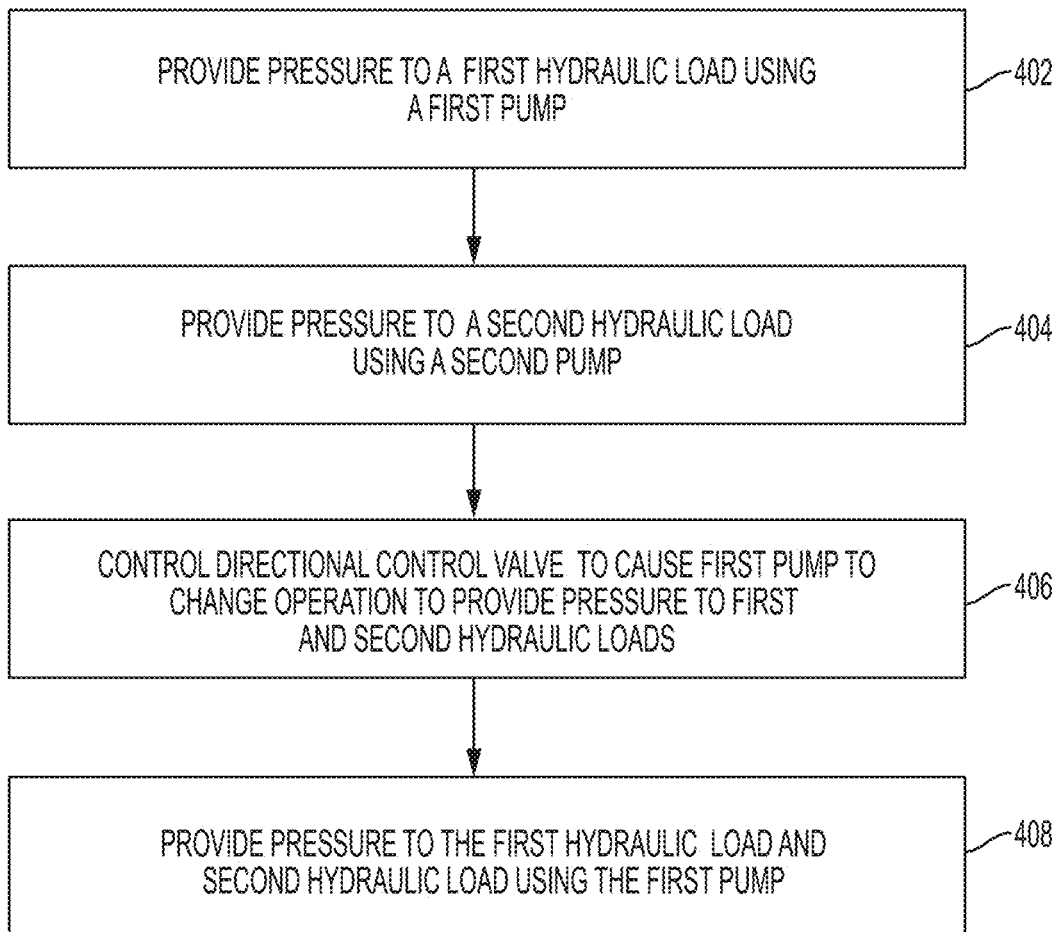 PROVIDE PRESSURE TO A FIRST HYDRAULIC LOAD USING
A FIRST PUMP
402
PROVIDE PRESSURE TO A SECOND HYDRAULIC LOAD
USING A SECOND PUMP
404
CONTROL DIRECTIONAL CONTROL VALVE TO CAUSE FIRST PUMP TO
CHANGE OPERATION TO PROVIDE PRESSURE TO FIRST
AND SECOND HYDRAULIC LOADS
406
PROVIDE PRESSURE TO THE FIRST HYDRAULIC LOAD AND
SECOND HYDRAULIC LOAD USING THE FIRST PUMP
408